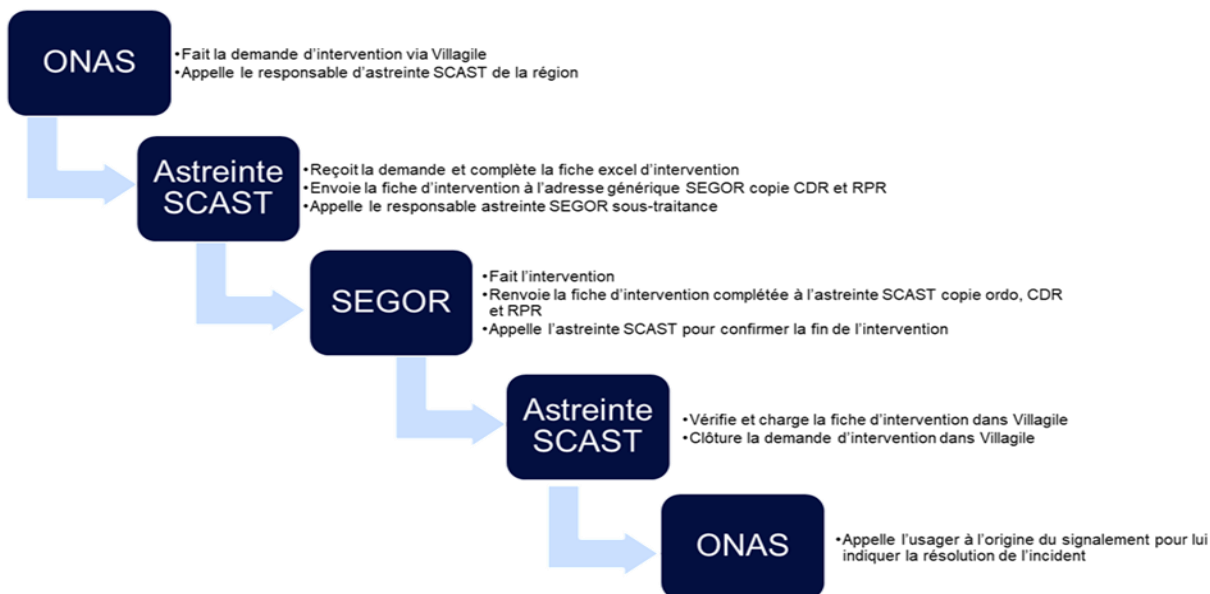 ONAS
•Fait la demande d’intervention via Villagile
•Appelle le responsable d’astreinte SCAST de la région
Astreinte
SCAST
•Reçoit la demande et complète la fiche excel d’intervention
•Envoie la fiche d’intervention à l’adresse générique SEGOR copie CDR et RPR
•Appelle le responsable astreinte SEGOR sous-traitance
SEGOR
•Fait l’intervention
•Renvoie la fiche d’intervention complétée à l’astreinte SCAST copie ordo, CDR
et RPR
•Appelle l’astreinte SCAST pour confirmer la fin de l’intervention
Astreinte
SCAST
•Vérifie et charge la fiche d’intervention dans Villagile
•Clôture la demande d’intervention dans Villagile
ONAS
•Appelle l’usager à l’origine du signalement pour lui
indiquer la résolution de l’incident